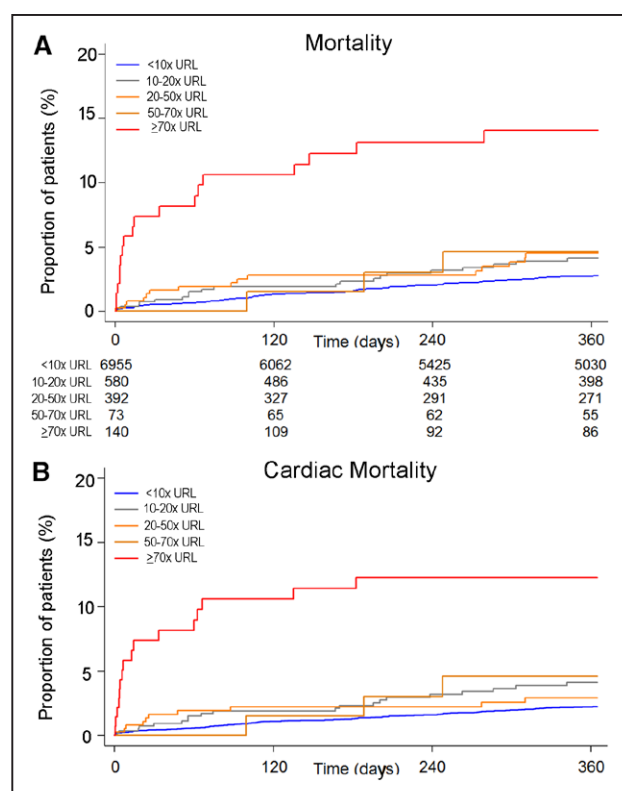 A
Mortality
20
15
10
5
0
Proportion of patients (%)
<10x URL
10-20x URL
20-50x URL
50-70x URL
≥70x URL
0 120 240 360
Time (days)
<10x URL 6955 6062 5425 5030
10-20x URL 580 486 435 398
20-50x URL 392 327 291 271
50-70x URL 73 65 62 55
≥70x URL 140 109 92 86
B
Cardiac Mortality
20
15
10
5
0
Proportion of patients (%)
<10x URL
10-20x URL
20-50x URL
50-70x URL
≥70x URL
0 120 240 360
Time (days)